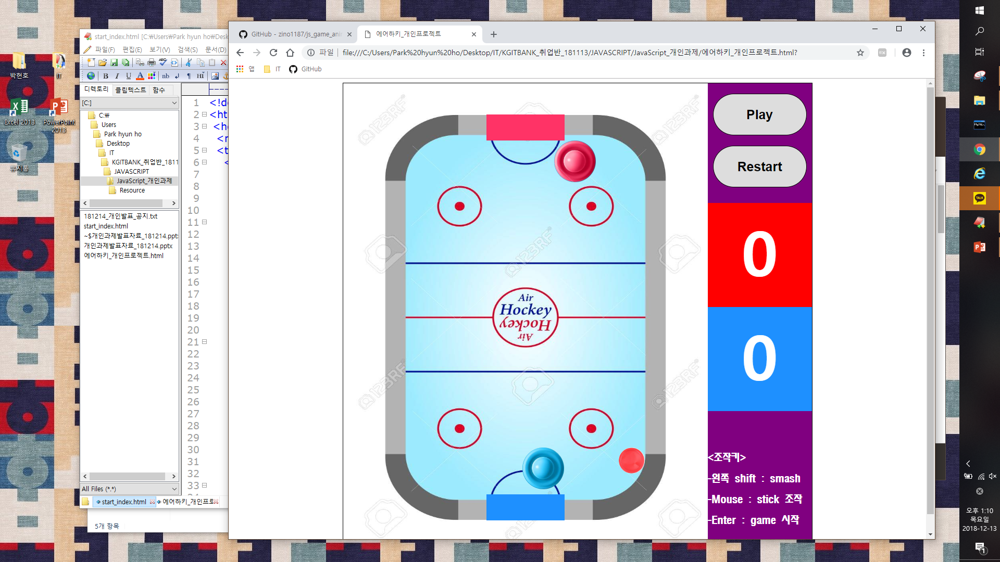 박현호
IT
Excel 2013
PowerPoint 2013
휴지통
start_index.html [C:₩Users₩Park hyun ho₩Desk
파일(F) 편집(E) 보기(V) 검색(S) 문서(D)
B I U A nb ¶ HI
디렉토리 클립텍스트 함수
[C:]
C:₩
Users
Park hyun ho
Desktop
IT
KGITBANK_취업반_1811
JAVASCRIPT
JavaScript_개인과제
Resource
181214_개인발표_공지.txt
start_index.html
~$개인과제발표자료_181214.ppt
개인과제발표자료_181214.pptx
에어하키_개인프로젝트.html
All Files (*.*)
start_index.html 에어하키_개인프로
5개 항목
1 <!d
2 <ht
3 <h
4 <
5 <t
6 <
7
8
9
10
11
12
13
14
15
16
17
18
19
20
21
22
23
24
25
26
27
28
29
30
31
32
33
GitHub - zino1187/js_game_ani
에어하키_개인프로젝트
파일 file:///C:/Users/Park%20hyun%20ho/Desktop/IT/KGITBANK_취업반_181113/JAVASCRIPT/JavaScript_개인과제/에어하키_개인프로젝트.html?
앱 IT GitHub
@123RF
@123RF
@123RF
@123RF
@123RF
Air
Hockey
Hockey
Air
Play
Restart
0
0
<조작키>
-왼쪽 shift : smash
-Mouse : stick 조작
-Enter : game 시작
MySQL
TALK
오후 1:10
목요일
2018-12-13
1